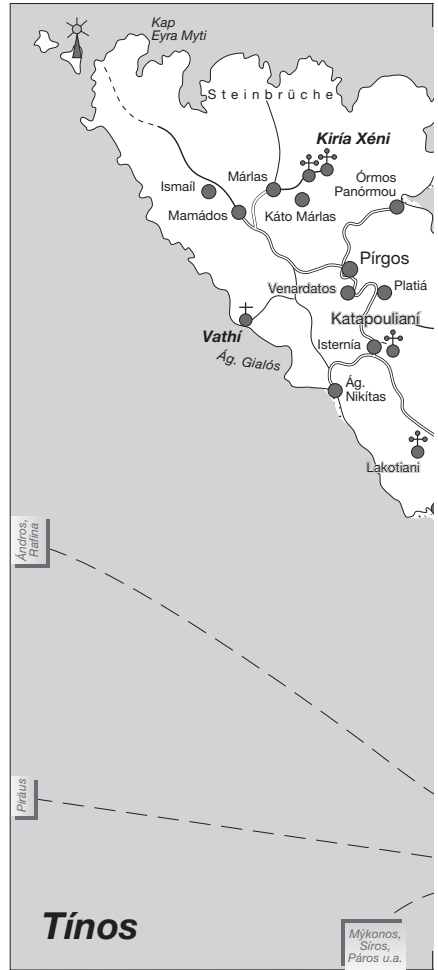 Kap
Eyra Myti
Steinbrüche
Kiría Xéni
Órmos
Panórmou
Márlas
Ismaíl
Káto Márlas
Mamádos
Pírgos
Venardatos
Platiá
Katapoulianí
Isternía
Vathí
Ág. Gialós
Ág.
Nikítas
Lakotiani
Ándros,
Rafína
Piräus
Tínos
Mýkonos,
Síros,
Páros u.a.